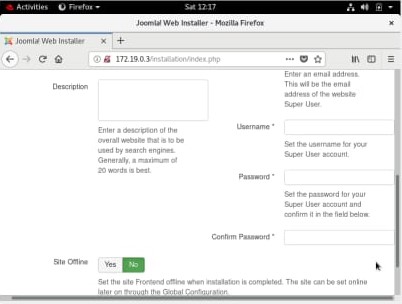 Activities Firefox Sat 12:17
Joomla! Web Installer - Mozilla Firefox
Joomla! Web Installer
172.19.0.3/installation/index.php
Description
Enter a description of the
overall website that is to be
used by search engines.
Generally, a maximum of
20 words is best.
Enter an email address.
This will be the email
address of the website
Super User.
Username *
Set the username for your
Super User account.
Password *
Set the password for your
Super User account and
confirm it in the field below.
Confirm Password *
Site Offline
Yes No
Set the site Frontend offline when installation is completed. The site can be set online
later on through the Global Configuration.